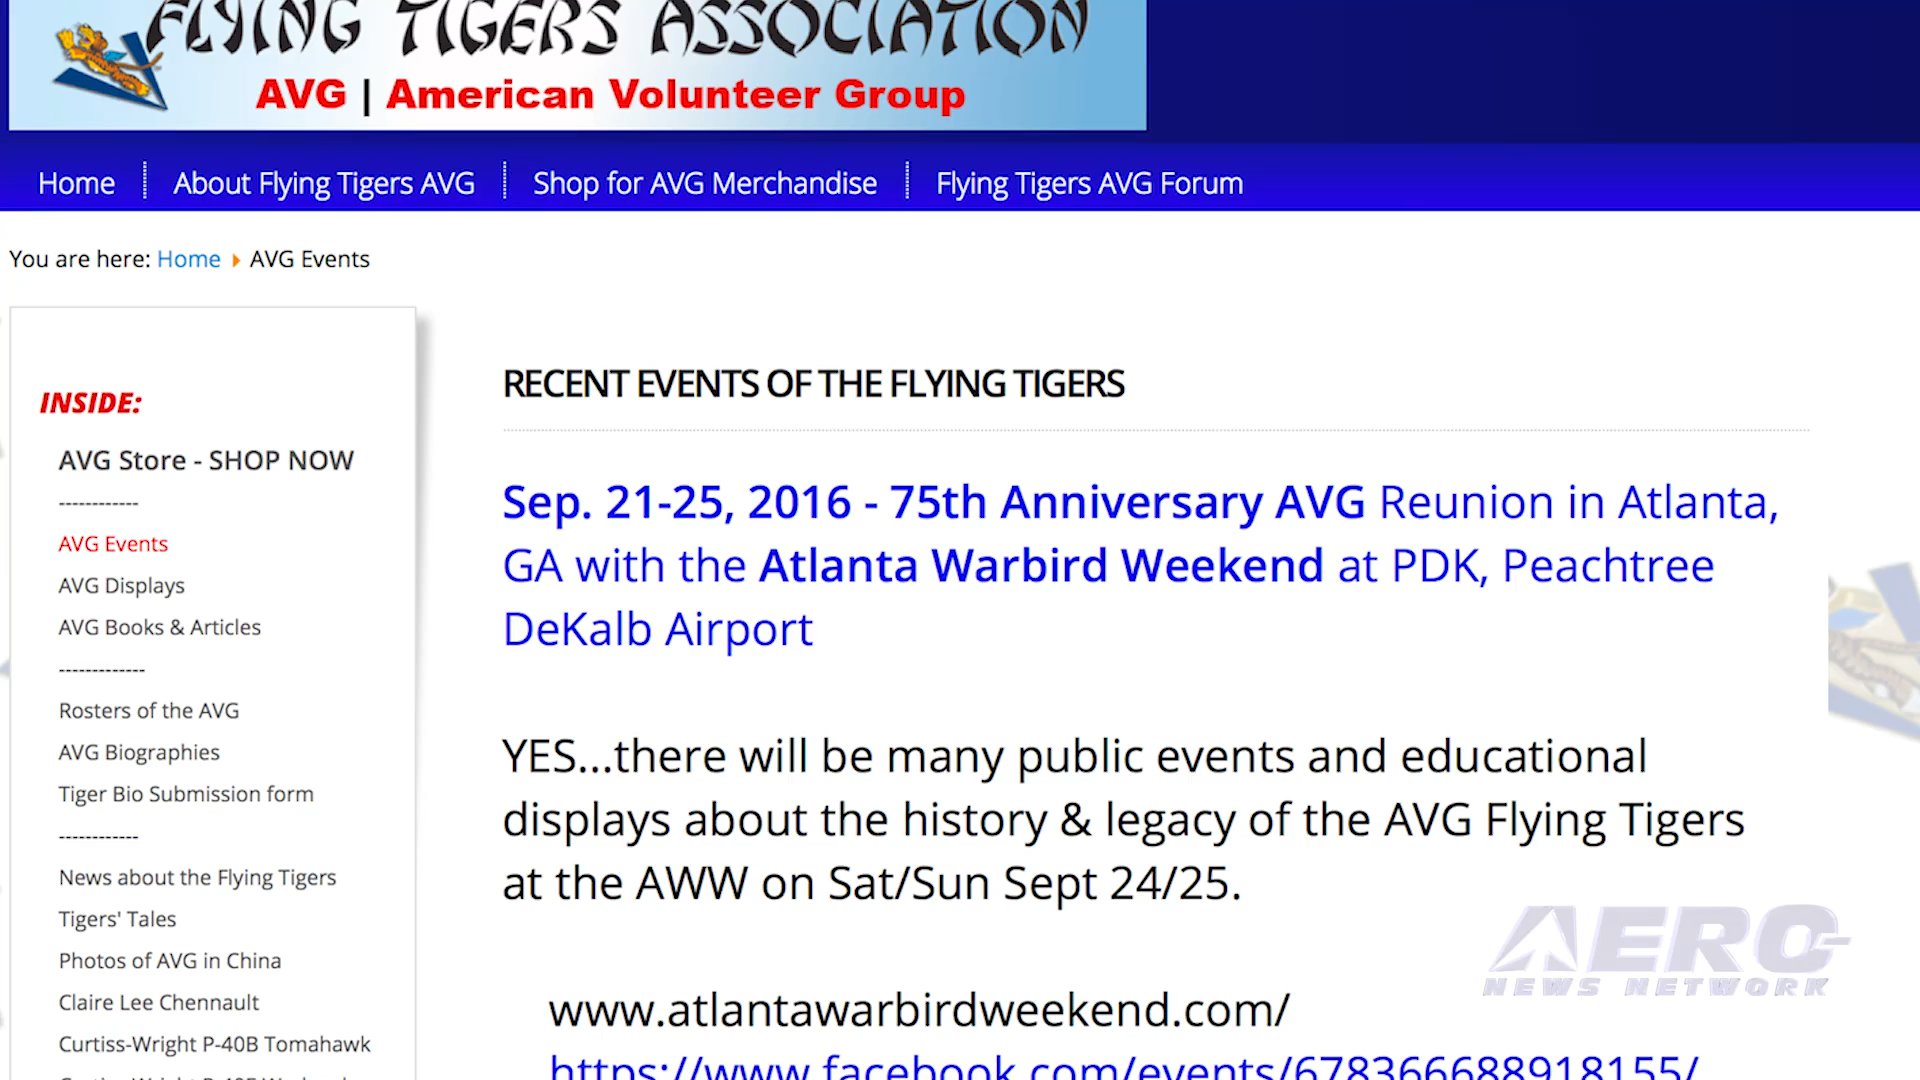 FLYING TIGERS ASSOCIATION
AVG | American Volunteer Group
Home
About Flying Tigers AVG
Shop for AVG Merchandise
Flying Tigers AVG Forum
You are here: Home AVG Events
INSIDE:
AVG Store - SHOP NOW
------------
AVG Events
AVG Displays
AVG Books & Articles
-------------
Rosters of the AVG
AVG Biographies
Tiger Bio Submission form
------------
News about the Flying Tigers
Tigers' Tales
Photos of AVG in China
Claire Lee Chennault
Curtiss-Wright P-40B Tomahawk
RECENT EVENTS OF THE FLYING TIGERS
Sep. 21-25, 2016 - 75th Anniversary AVG Reunion in Atlanta,
GA with the Atlanta Warbird Weekend at PDK, Peachtree
DeKalb Airport
YES...there will be many public events and educational
displays about the history & legacy of the AVG Flying Tigers
at the AWW on Sat/Sun Sept 24/25.
www.atlantawarbirdweekend.com/
https://www.facebook.com/events/678366688918155/
AERO-
NEWS NETWORK